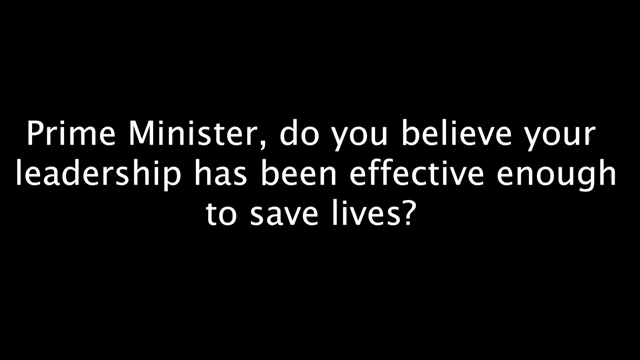 Prime Minister, do you believe your
leadership has been effective enough
to save lives?